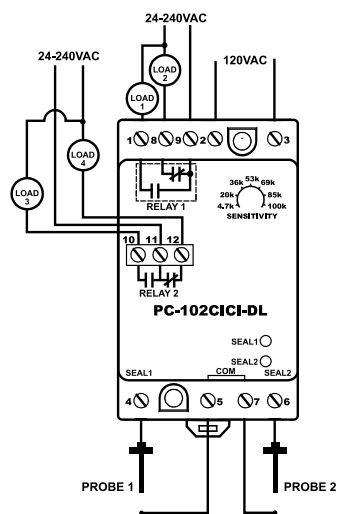 24-240VAC
24-240VAC
120VAC
LOAD 2
LOAD 1
LOAD 4
LOAD 3
1 8 9 2 3
RELAY 1
4.7k 20k 36k 53k 69k 85k 100k
SENSITIVITY
10 11 12
RELAY 2
PC-102CICI-DL
SEAL1
SEAL2
SEAL1 COM SEAL2
4 5 7 6
PROBE 1
PROBE 2